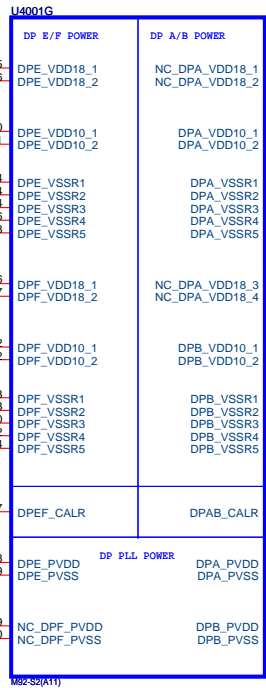 U4001G
DP E/F POWER DP A/B POWER
DPE_VDD18_1 NC_DPA_VDD18_1
DPE_VDD18_2 NC_DPA_VDD18_2
DPE_VDD10_1 DPA_VDD10_1
DPE_VDD10_2 DPA_VDD10_2
DPE_VSSR1 DPA_VSSR1
DPE_VSSR2 DPA_VSSR2
DPE_VSSR3 DPA_VSSR3
DPE_VSSR4 DPA_VSSR4
DPE_VSSR5 DPA_VSSR5
DPF_VDD18_1 NC_DPA_VDD18_3
DPF_VDD18_2 NC_DPA_VDD18_4
DPF_VDD10_1 DPB_VDD10_1
DPF_VDD10_2 DPB_VDD10_2
DPF_VSSR1 DPB_VSSR1
DPF_VSSR2 DPB_VSSR2
DPF_VSSR3 DPB_VSSR3
DPF_VSSR4 DPB_VSSR4
DPF_VSSR5 DPB_VSSR5
DPEF_CALR DPAB_CALR
DP PLL POWER
DPE_PVDD DPA_PVDD
DPE_PVSS DPA_PVSS
NC_DPF_PVDD DPB_PVDD
NC_DPF_PVSS DPB_PVSS
M92-S2(A11)